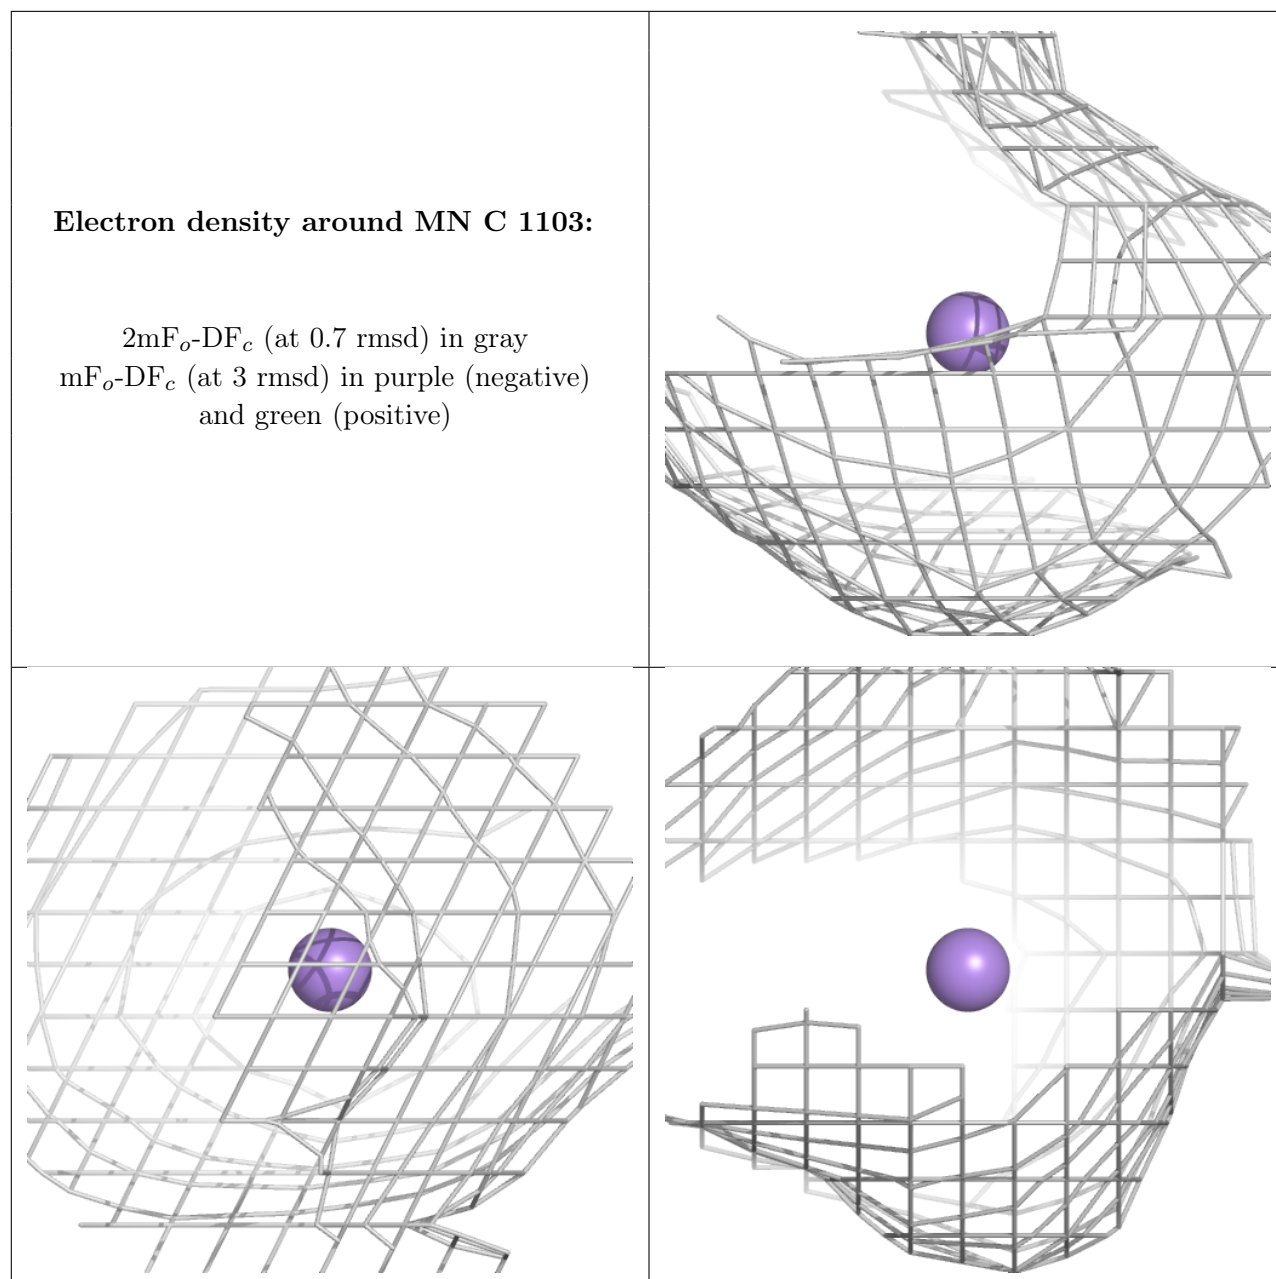 Electron density around MN C 1103:
2mFo-DFc (at 0.7 rmsd) in gray
mFo-DFc (at 3 rmsd) in purple (negative)
and green (positive)